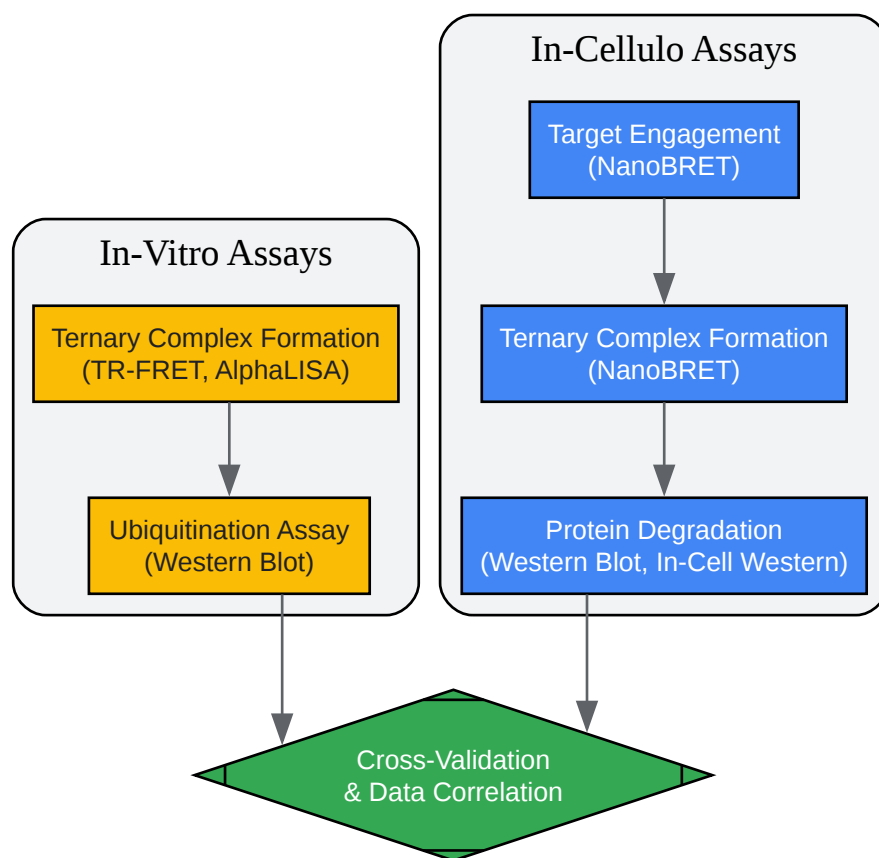 In-Vitro Assays
Ternary Complex Formation
(TR-FRET, AlphaLISA)
Ubiquitination Assay
(Western Blot)
In-Cellulo Assays
Target Engagement
(NanoBRET)
Ternary Complex Formation
(NanoBRET)
Protein Degradation
(Western Blot, In-Cell Western)
Cross-Validation
& Data Correlation